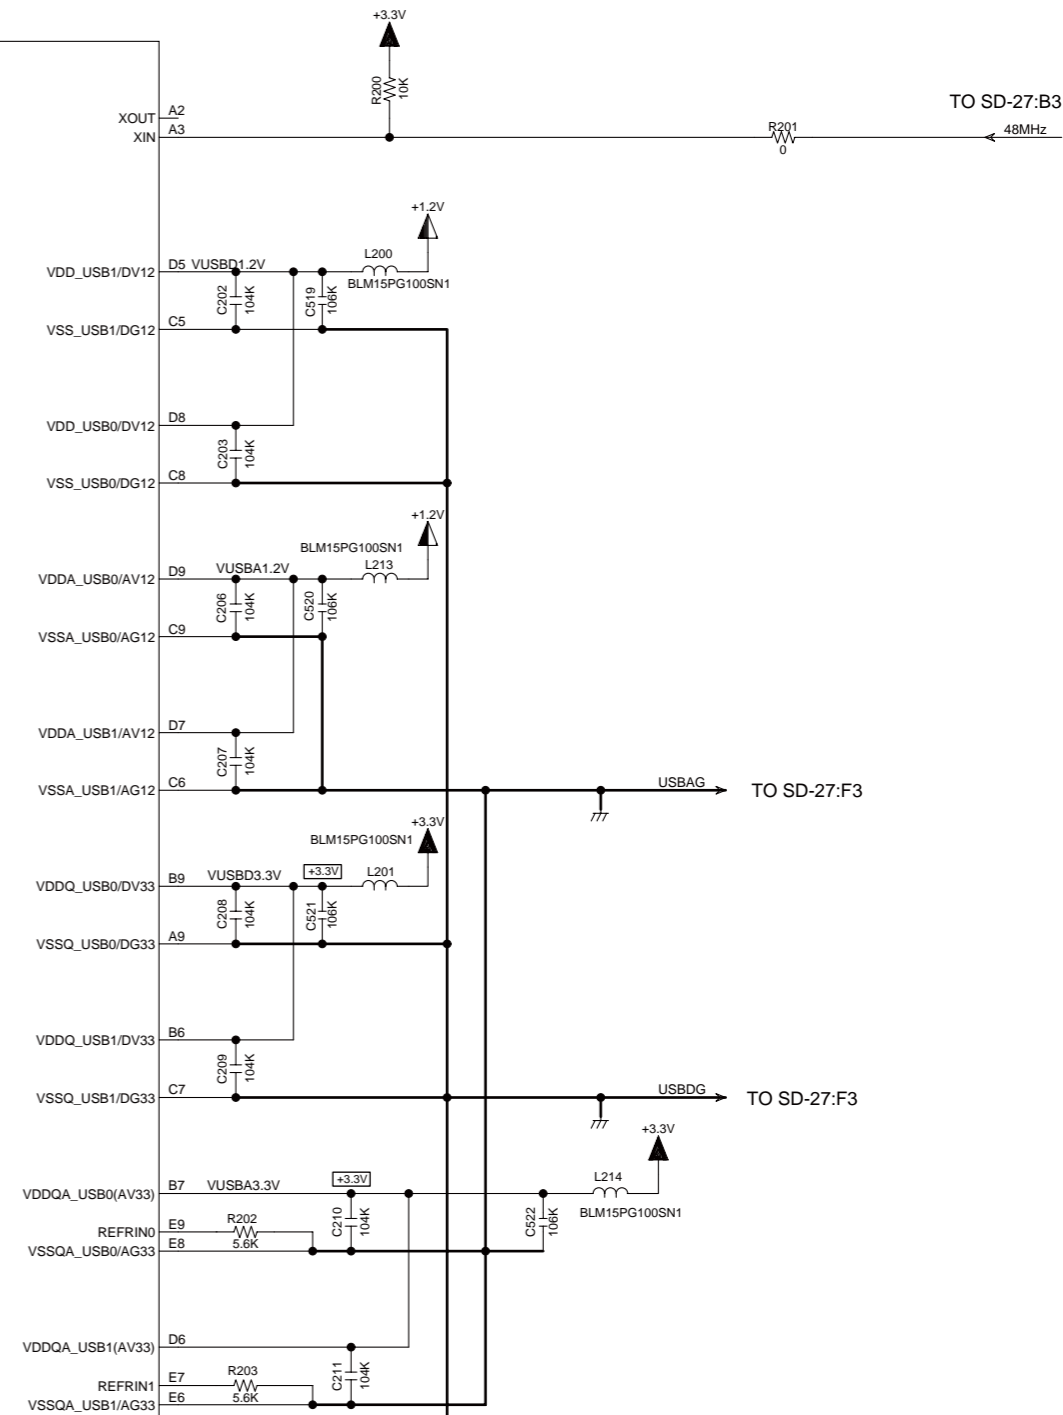 +3.3V
R200
10K
TO SD-27:B3
XOUT A2
XIN A3
R201
0
48MHz
+1.2V
L200
BLM15PG100SN1
VDD_USB1/DV12 D5 VUSBD1.2V
C202
104K
C519
106K
VSS_USB1/DG12 C5
VDD_USB0/DV12 D8
C203
104K
VSS_USB0/DG12 C8
+1.2V
BLM15PG100SN1
L213
VDDA_USB0/AV12 D9 VUSBA1.2V
C206
104K
C520
106K
VSSA_USB0/AG12 C9
VDDA_USB1/AV12 D7
C207
104K
VSSA_USB1/AG12 C6
USBAG TO SD-27:F3
+3.3V
BLM15PG100SN1
+3.3V
L201
VDDQ_USB0/DV33 B9 VUSBD3.3V
C208
104K
C521
106K
VSSQ_USB0/DG33 A9
VDDQ_USB1/DV33 B6
C209
104K
VSSQ_USB1/DG33 C7
USBDG TO SD-27:F3
+3.3V
+3.3V
L214
BLM15PG100SN1
VDDQA_USB0(AV33) B7 VUSBA3.3V
C210
104K
C522
106K
REFRIN0 E9 R202
5.6K
VSSQA_USB0/AG33 E8
VDDQA_USB1(AV33) D6
C211
104K
REFRIN1 E7 R203
5.6K
VSSQA_USB1/AG33 E6